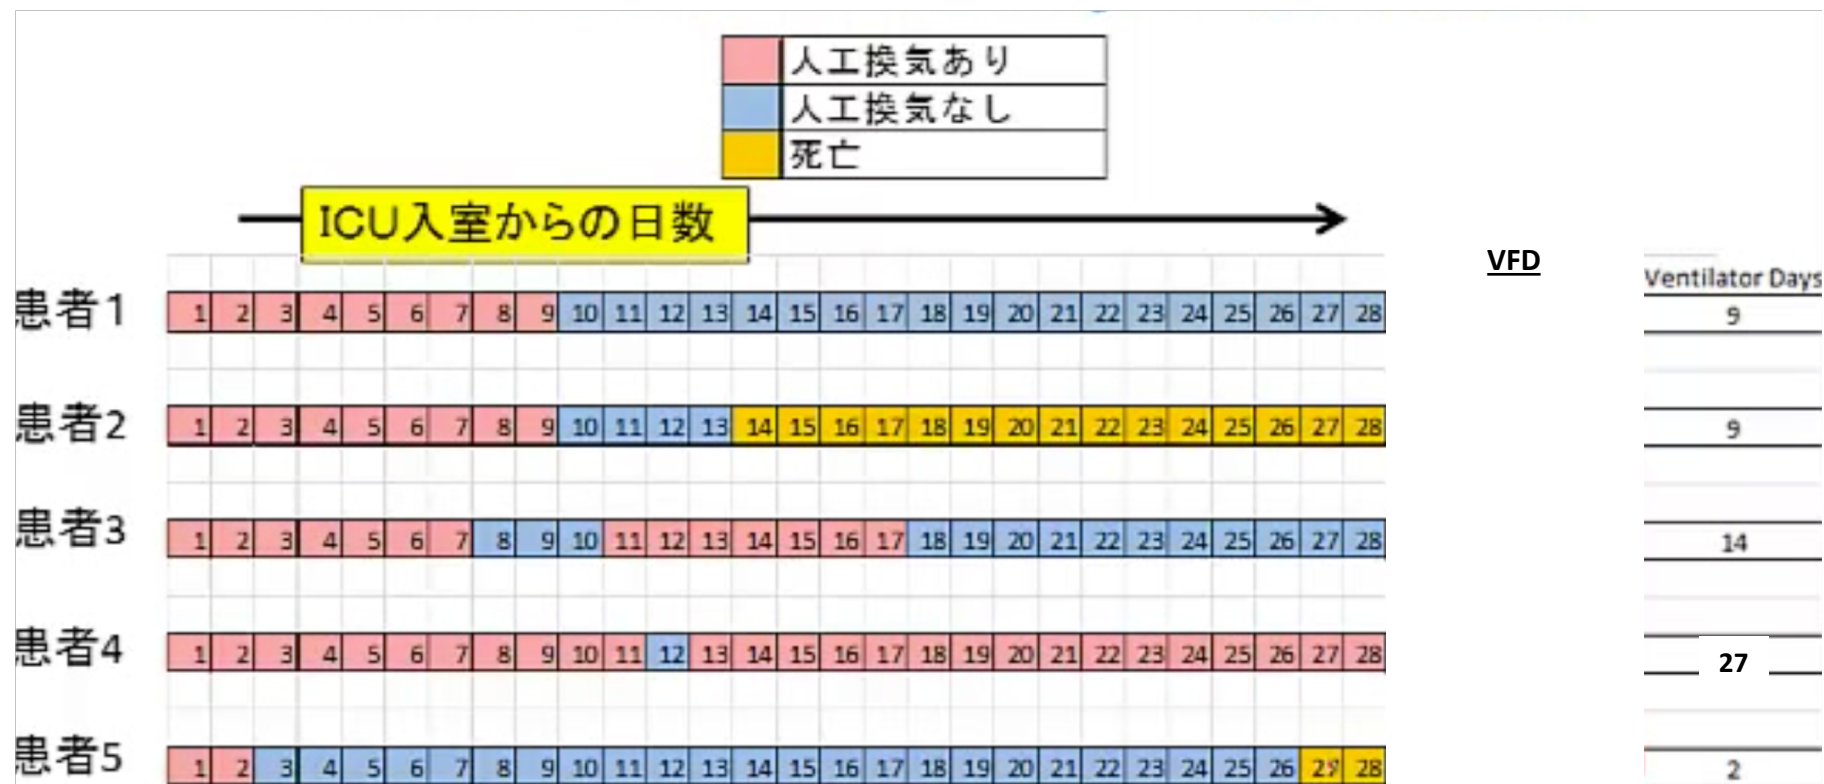 人工換気あり
人工換気なし
死亡
ICU入室からの日数
VFD
Ventilator Days
患者1 1 2 3 4 5 6 7 8 9 10 11 12 13 14 15 16 17 18 19 20 21 22 23 24 25 26 27 28 9
患者2 1 2 3 4 5 6 7 8 9 10 11 12 13 14 15 16 17 18 19 20 21 22 23 24 25 26 27 28 9
患者3 1 2 3 4 5 6 7 8 9 10 11 12 13 14 15 16 17 18 19 20 21 22 23 24 25 26 27 28 14
患者4 1 2 3 4 5 6 7 8 9 10 11 12 13 14 15 16 17 18 19 20 21 22 23 24 25 26 27 28 27
患者5 1 2 3 4 5 6 7 8 9 10 11 12 13 14 15 16 17 18 19 20 21 22 23 24 25 26 28 2